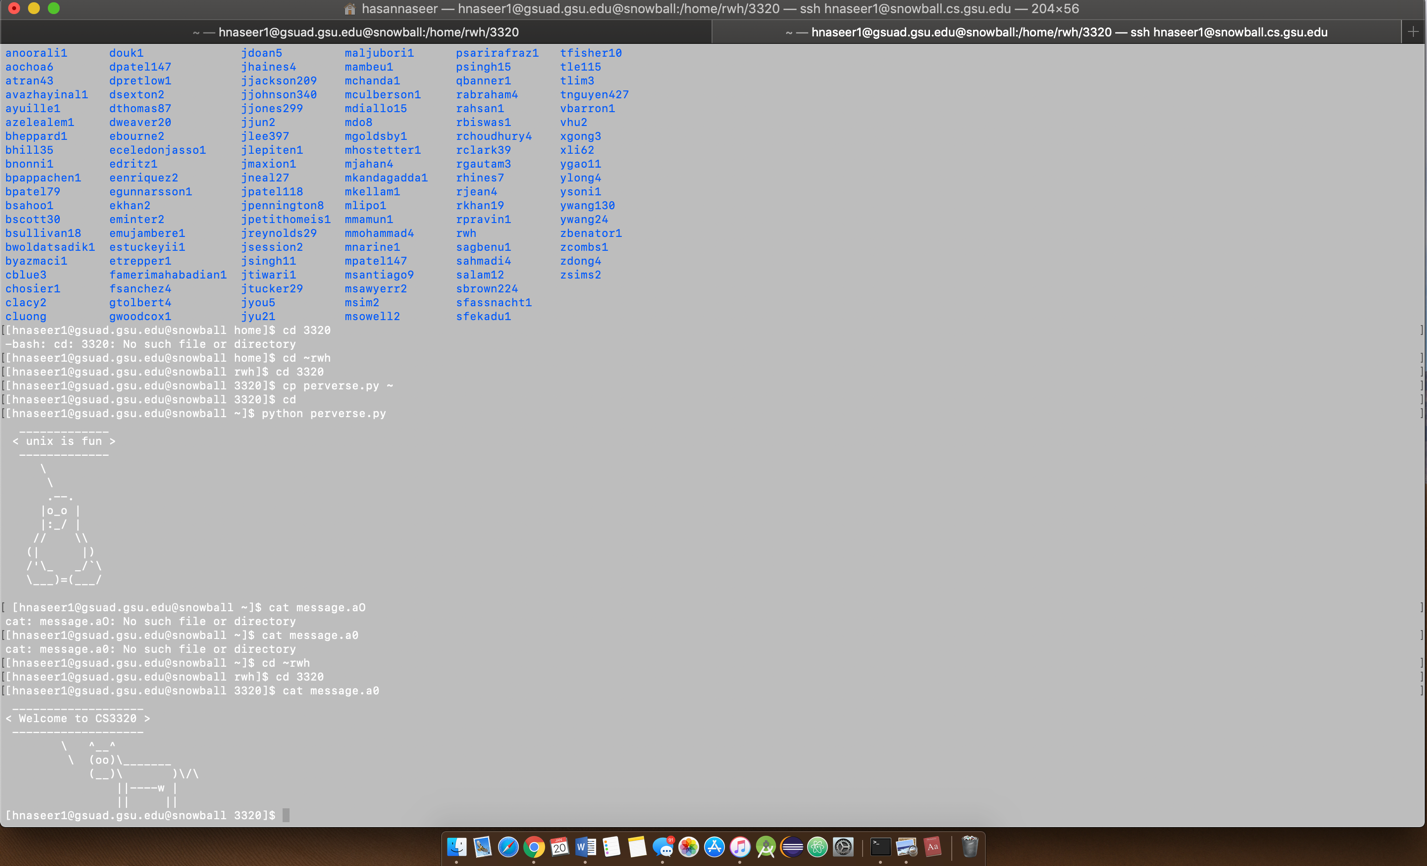 hasannaseer — hnaseer1@gsuad.gsu.edu@snowball:/home/rwh/3320 — ssh hnaseer1@snowball.cs.gsu.edu — 204×56
~ — hnaseer1@gsuad.gsu.edu@snowball:/home/rwh/3320    ~ — hnaseer1@gsuad.gsu.edu@snowball:/home/rwh/3320 — ssh hnaseer1@snowball.cs.gsu.edu    +
anoorali1    douk1    jdoan5    maljubori1    psarirafraz1    tfisher10
aochoa6    dpatel147    jhaines4    mambeu1    psingh15    tle115
atran43    dpretlow1    jjackson209    mchanda1    qbanner1    tlim3
avazhayinal1    dsexton2    jjohnson340    mculberson1    rabraham4    tnguyen427
ayuille1    dthomas87    jjones299    mdiallo15    rahsan1    vbarron1
azelealem1    dweaver20    jjun2    mdo8    rbiswas1    vhu2
bheppard1    ebourne2    jlee397    mgoldsby1    rchoudhury4    xgong3
bhill35    eceledonjasso1    jlepiten1    mhostetter1    rclark39    xli62
bnonni1    edritz1    jmaxion1    mjahan4    rgautam3    ygao11
bpappachen1    eenriquez2    jneal27    mkandagadda1    rhines7    ylong4
bpatel79    egunnarsson1    jpatel118    mkellam1    rjean4    ysoni1
bsahoo1    ekhan2    jpennington8    mlipo1    rkhan19    ywang130
bscott30    eminter2    jpetithomeis1    mmamun1    rpravin1    ywang24
bsullivan18    emujambere1    jreynolds29    mmohammad4    rwh    zbenator1
bwoldatsadik1    estuckeyii1    jsession2    mnarine1    sagbenu1    zcombs1
byazmaci1    etrepper1    jsingh11    mpatel147    sahmadi4    zdong4
cblue3    famerimahabadian1    jtiwari1    msantiago9    salam12    zsims2
chosier1    fsanchez4    jtucker29    msawyerr2    sbrown224
clacy2    gtolbert4    jyou5    msim2    sfassnacht1
cluong    gwoodcox1    jyu21    msowell2    sfekadu1
[[hnaseer1@gsuad.gsu.edu@snowball home]$ cd 3320 ]
-bash: cd: 3320: No such file or directory
[[hnaseer1@gsuad.gsu.edu@snowball home]$ cd ~rwh ]
[[hnaseer1@gsuad.gsu.edu@snowball rwh]$ cd 3320 ]
[[hnaseer1@gsuad.gsu.edu@snowball 3320]$ cp perverse.py ~ ]
[[hnaseer1@gsuad.gsu.edu@snowball 3320]$ cd ]
[[hnaseer1@gsuad.gsu.edu@snowball ~]$ python perverse.py ]
  _____________
 < unix is fun >
  -------------
     \
      \
      .--.
     |o_o |
     |:_/ |
    //    \\
   (|      |)
   /'\_   _/`\
   \___)=(___/
[ [hnaseer1@gsuad.gsu.edu@snowball ~]$ cat message.aO ]
cat: message.aO: No such file or directory
[[hnaseer1@gsuad.gsu.edu@snowball ~]$ cat message.a0 ]
cat: message.a0: No such file or directory
[[hnaseer1@gsuad.gsu.edu@snowball ~]$ cd ~rwh ]
[[hnaseer1@gsuad.gsu.edu@snowball rwh]$ cd 3320 ]
[[hnaseer1@gsuad.gsu.edu@snowball 3320]$ cat message.a0 ]
 ___________________
< Welcome to CS3320 >
 -------------------
        \   ^__^
         \  (oo)\_______
            (__)\       )\/\
                ||----w |
                ||     ||
[hnaseer1@gsuad.gsu.edu@snowball 3320]$
20
W
Aa